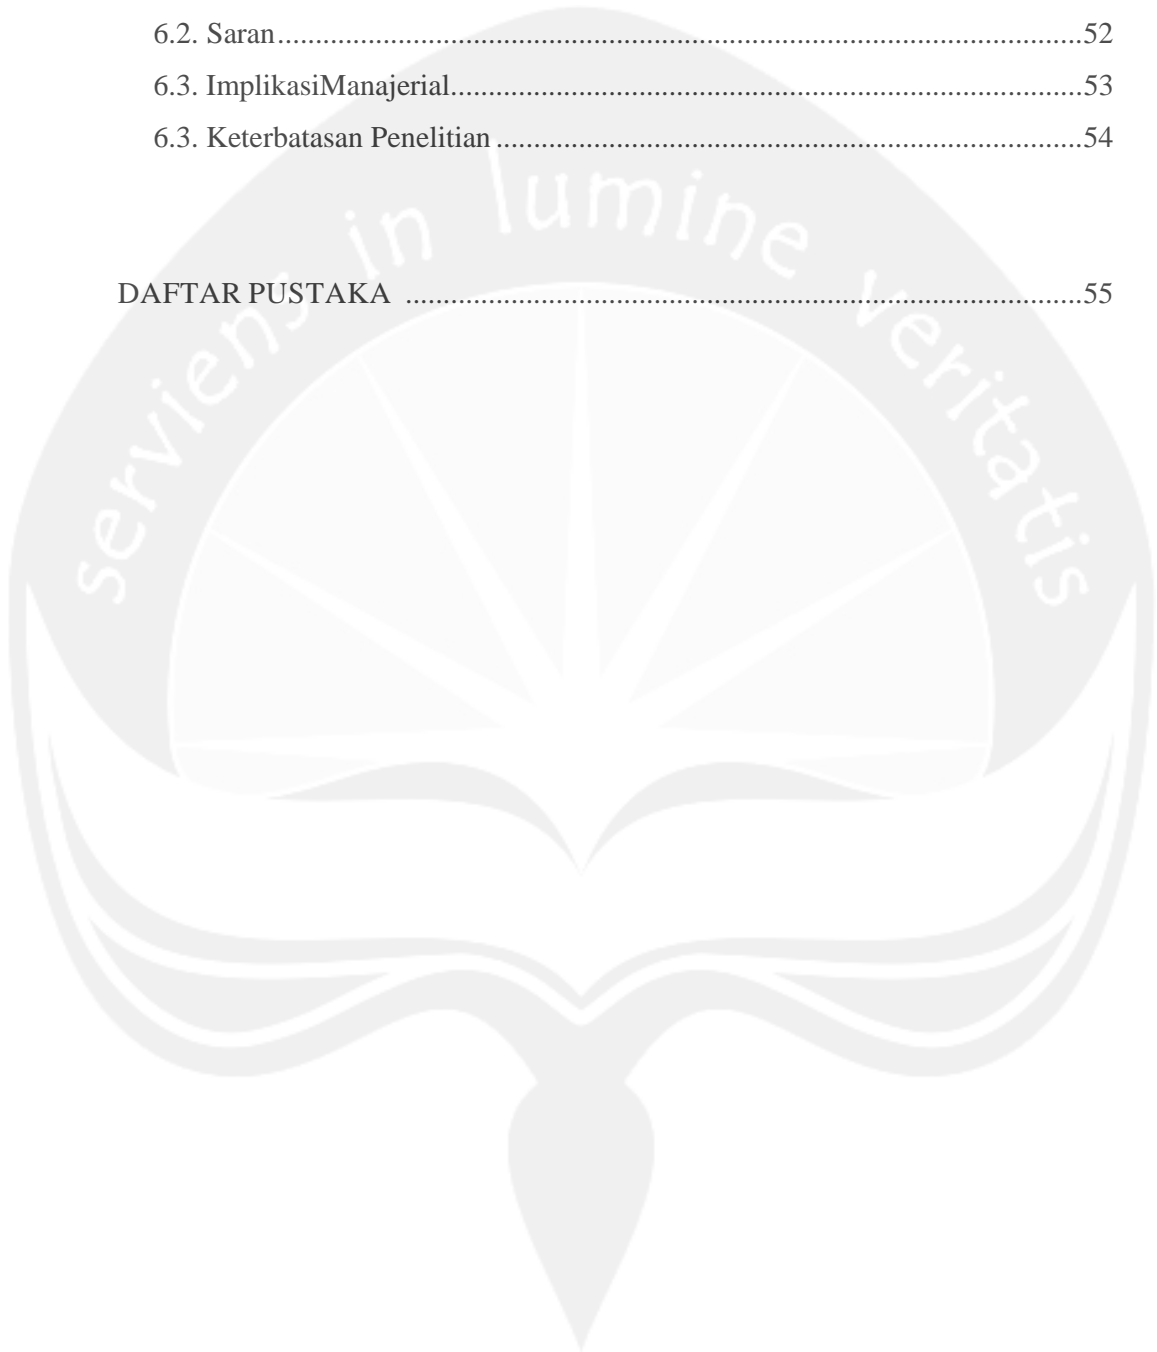 6.2. Saran..........................................................................................................52
6.3. ImplikasiManajerial...................................................................................53
6.3. Keterbatasan Penelitian.............................................................................54
serviens in lumine veritatis
DAFTAR PUSTAKA .........................................................................................55